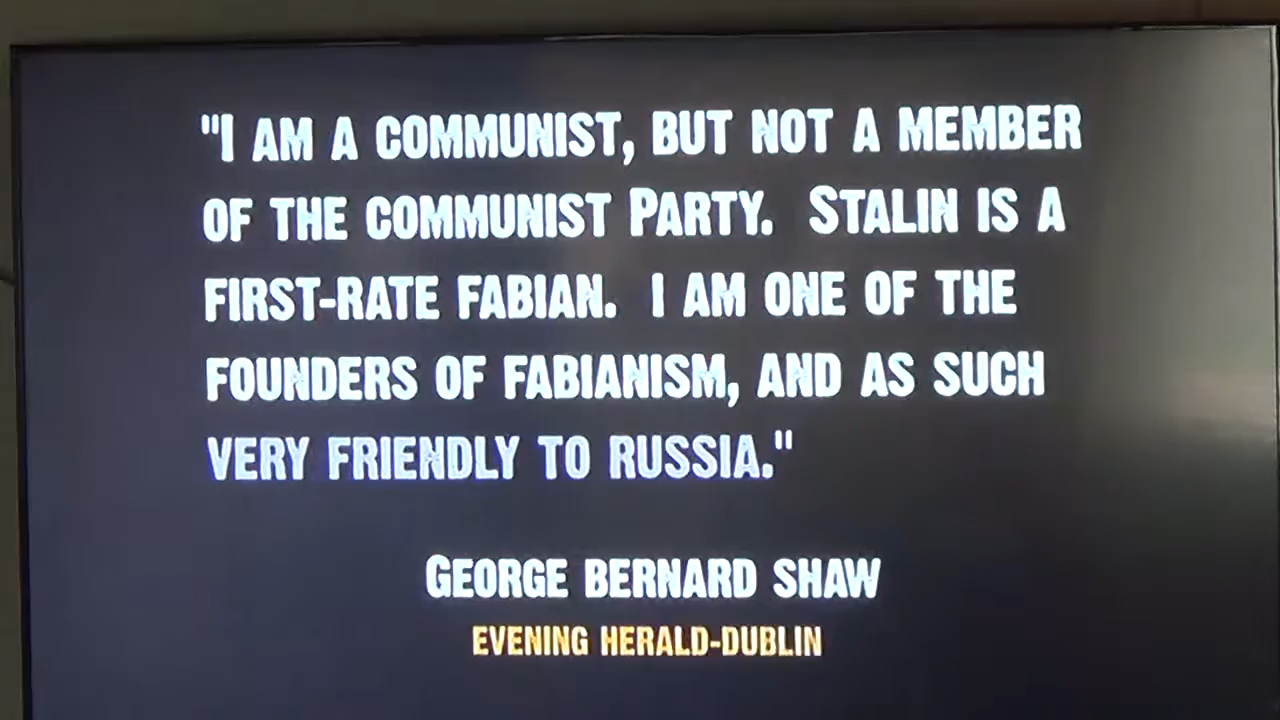 "I AM A COMMUNIST, BUT NOT A MEMBER
OF THE COMMUNIST PARTY. STALIN IS A
FIRST-RATE FABIAN. I AM ONE OF THE
FOUNDERS OF FABIANISM, AND AS SUCH
VERY FRIENDLY TO RUSSIA."
GEORGE BERNARD SHAW
EVENING HERALD-DUBLIN